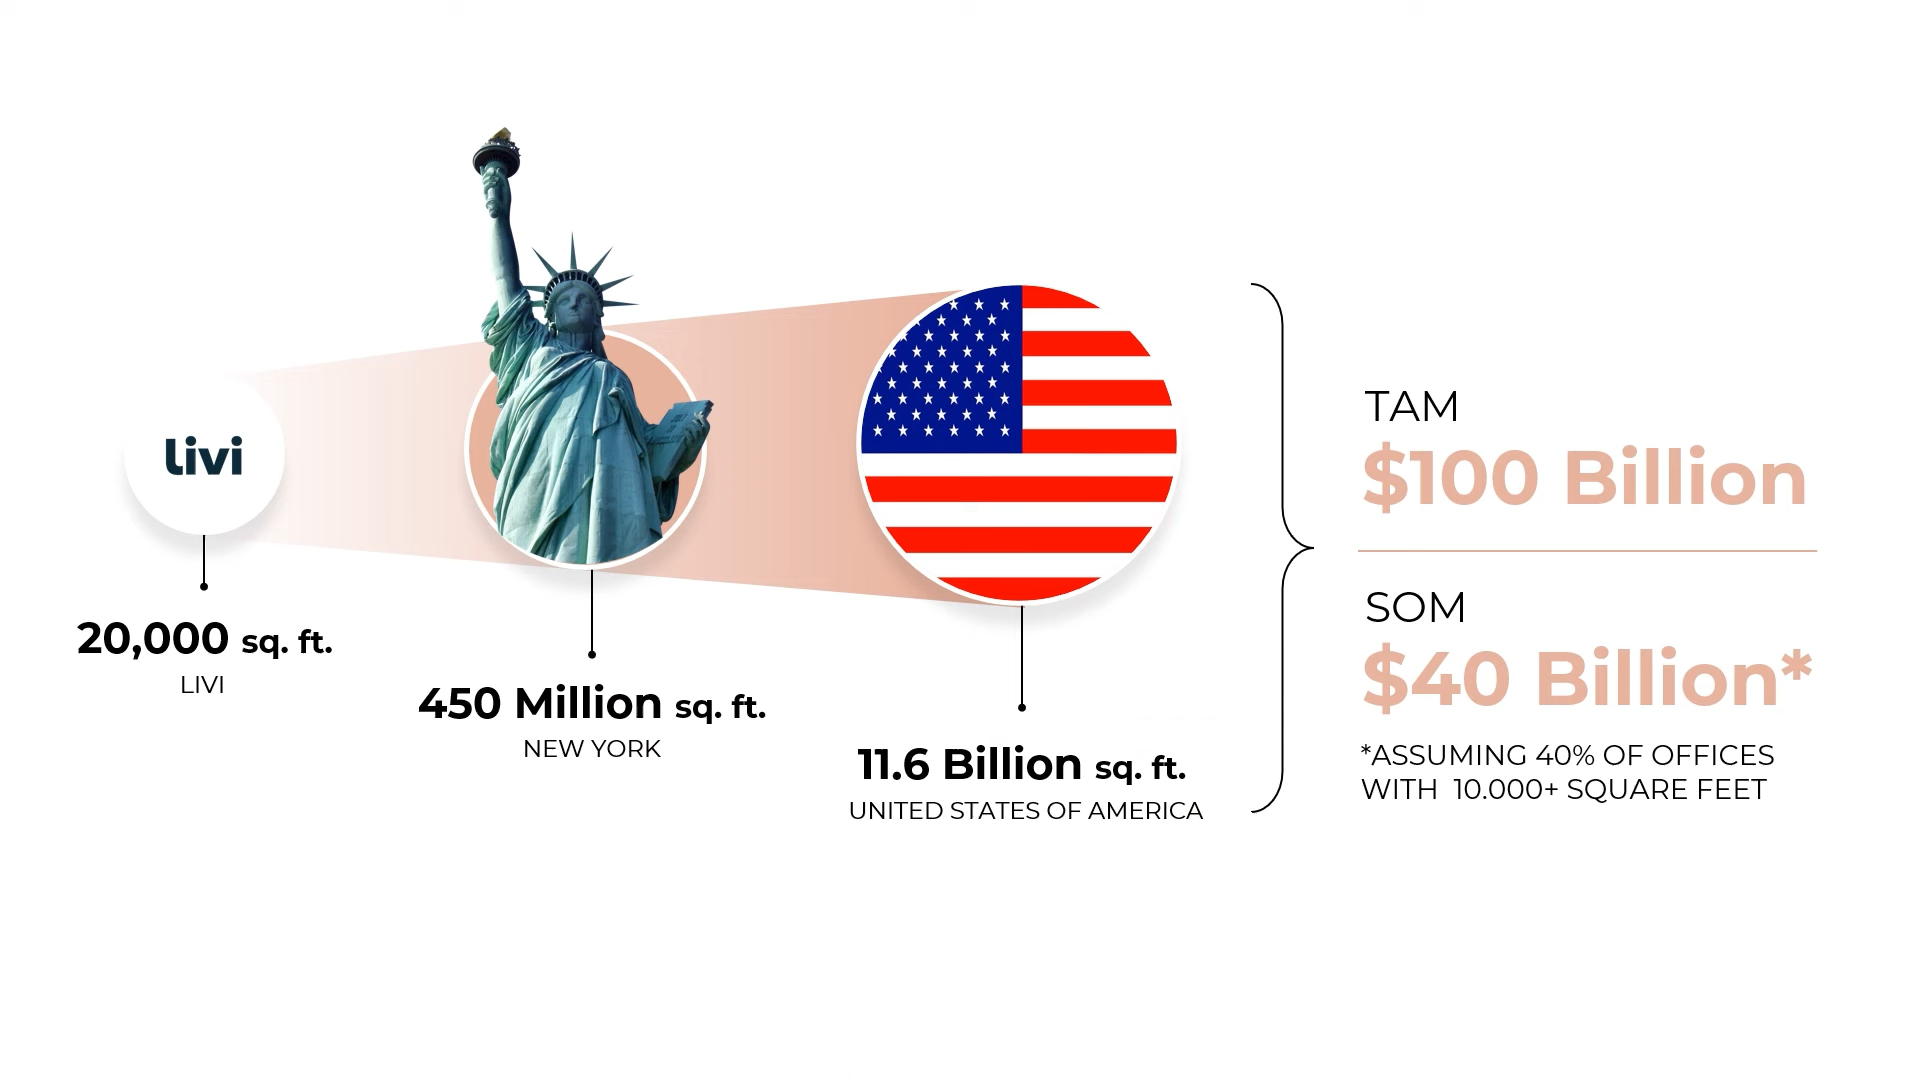 livi
20,000 sq. ft.
LIVI
450 Million sq. ft.
NEW YORK
11.6 Billion sq. ft.
UNITED STATES OF AMERICA
TAM
$100 Billion
SOM
$40 Billion*
*ASSUMING 40% OF OFFICES
WITH 10.000+ SQUARE FEET